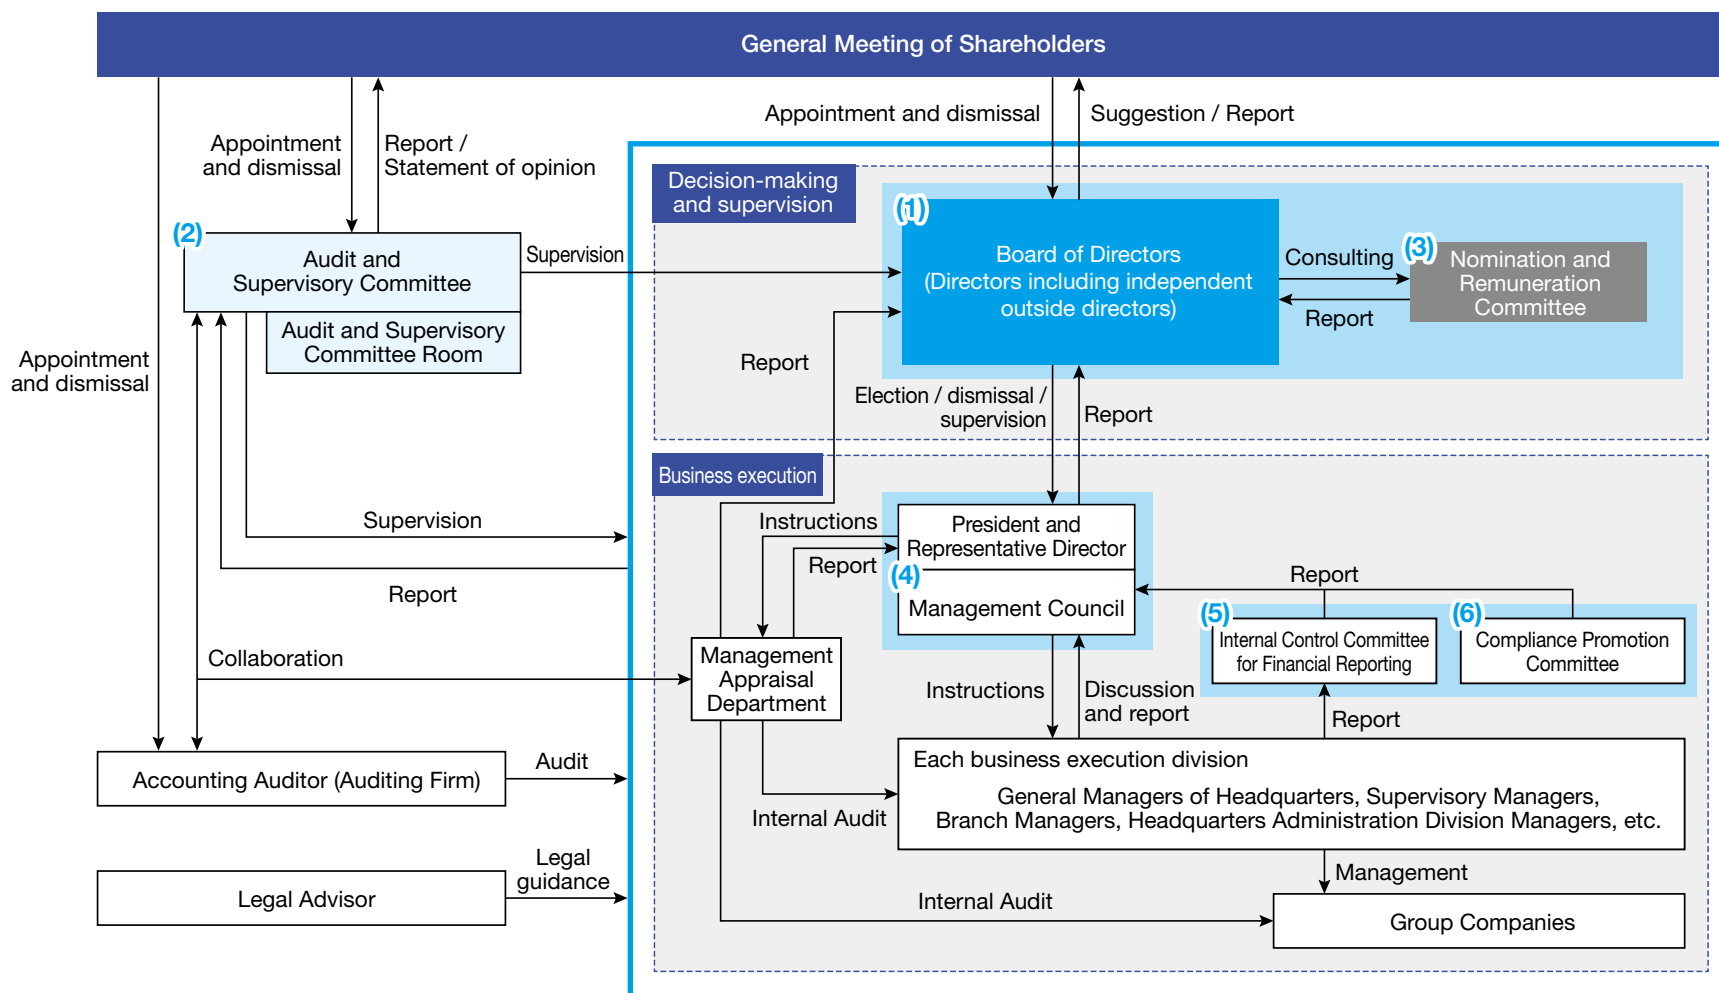 General Meeting of Shareholders
Appointment and dismissal
Suggestion / Report
Appointment
and dismissal
Report /
Statement of opinion
Decision-making
and supervision
(1)
Board of Directors
(Directors including independent
outside directors)
(2)
Audit and
Supervisory Committee
Supervision
Consulting
(3)
Nomination and
Remuneration
Committee
Report
Audit and Supervisory
Committee Room
Appointment
and dismissal
Report
Election / dismissal /
supervision
Report
Business execution
Supervision
Instructions
President and
Representative Director
Report
(4)
Management Council
Report
Report
(5)
Internal Control Committee
for Financial Reporting
(6)
Compliance Promotion
Committee
Collaboration
Management
Appraisal
Department
Instructions
Discussion
and report
Report
Accounting Auditor (Auditing Firm)
Audit
Each business execution division
General Managers of Headquarters, Supervisory Managers,
Branch Managers, Headquarters Administration Division Managers, etc.
Internal Audit
Legal
guidance
Legal Advisor
Management
Internal Audit
Group Companies